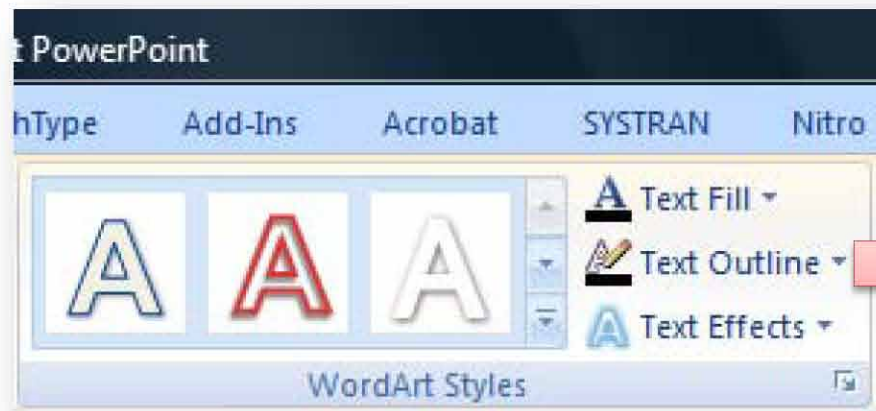 t PowerPoint
hType Add-Ins Acrobat SYSTRAN Nitro
A A A A Text Fill
Text Outline
A Text Effects
WordArt Styles